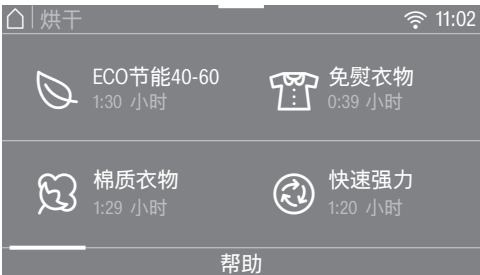 烘干 11:02
ECO节能40-60 免熨衣物
1:30 小时 0:39 小时
棉质衣物 快速强力
1:29 小时 1:20 小时
帮助